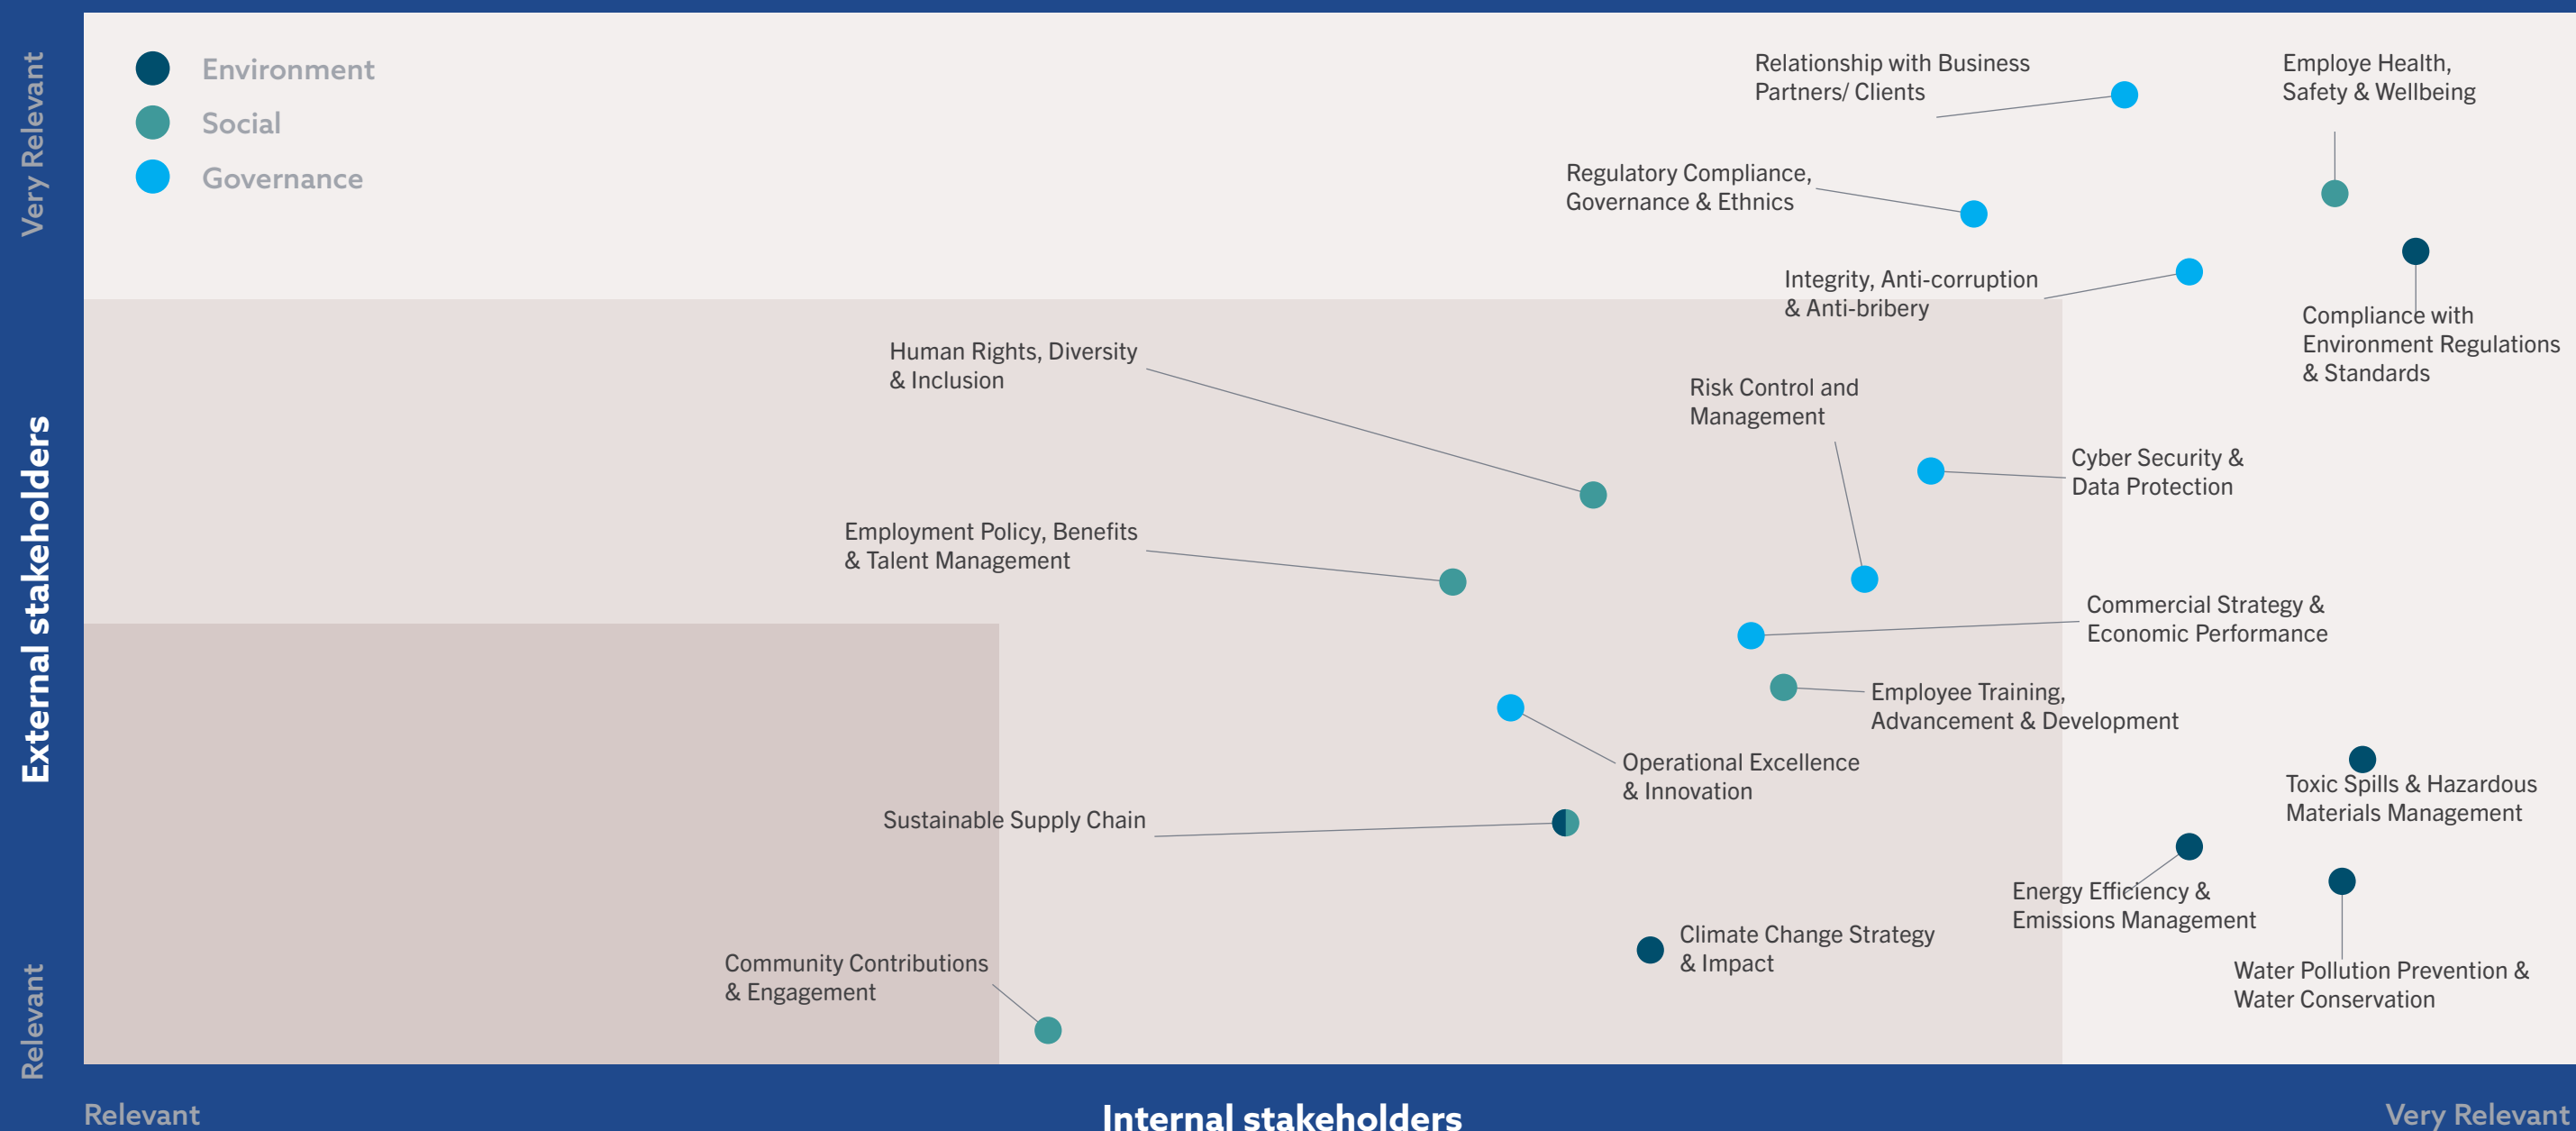 Very Relevant
External stakeholders
Relevant
Environment
Social
Governance
Relationship with Business
Partners/ Clients
Employe Health,
Safety & Wellbeing
Regulatory Compliance,
Governance & Ethnics
Integrity, Anti-corruption
& Anti-bribery
Compliance with
Environment Regulations
& Standards
Human Rights, Diversity
& Inclusion
Risk Control and
Management
Cyber Security &
Data Protection
Employment Policy, Benefits
& Talent Management
Commercial Strategy &
Economic Performance
Employee Training,
Advancement & Development
Operational Excellence
& Innovation
Toxic Spills & Hazardous
Materials Management
Sustainable Supply Chain
Energy Efficiency &
Emissions Management
Climate Change Strategy
& Impact
Community Contributions
& Engagement
Water Pollution Prevention &
Water Conservation
Relevant
Internal stakeholders
Very Relevant